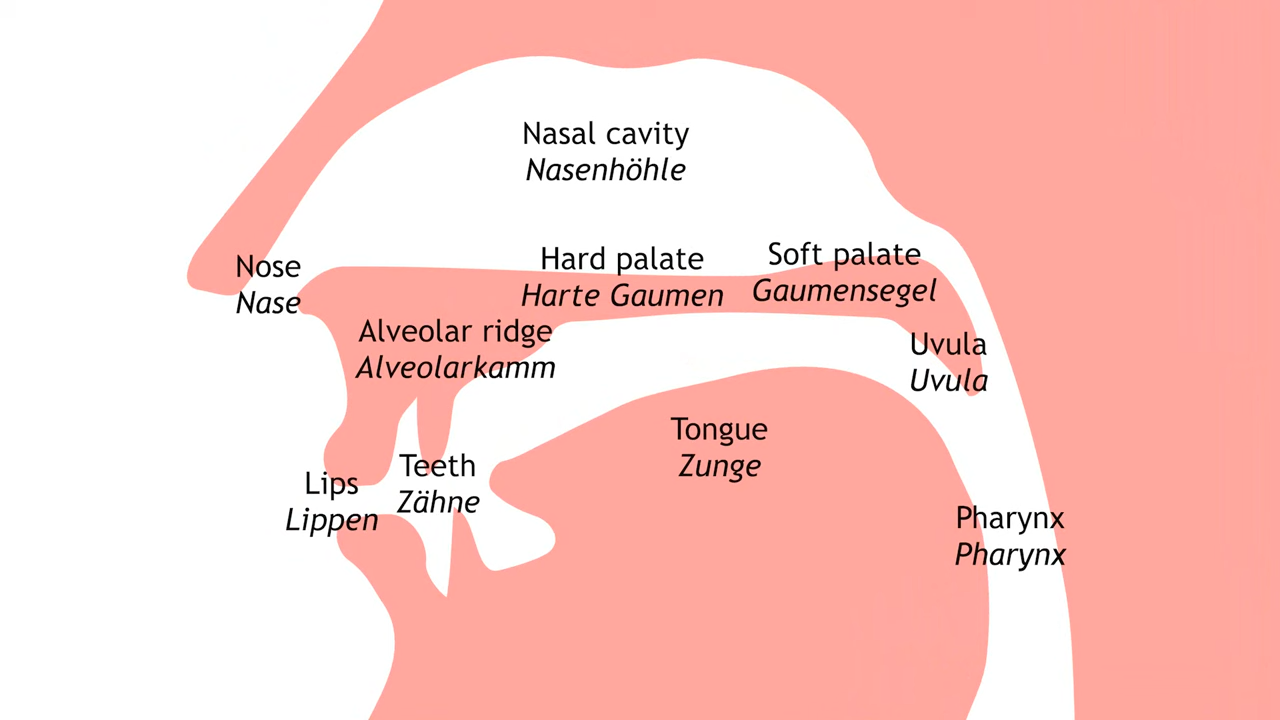 Nasal cavity
Nasenhöhle
Hard palate
Harte Gaumen
Soft palate
Gaumensegel
Nose
Nase
Alveolar ridge
Alveolarkamm
Uvula
Uvula
Tongue
Zunge
Teeth
Zähne
Lips
Lippen
Pharynx
Pharynx